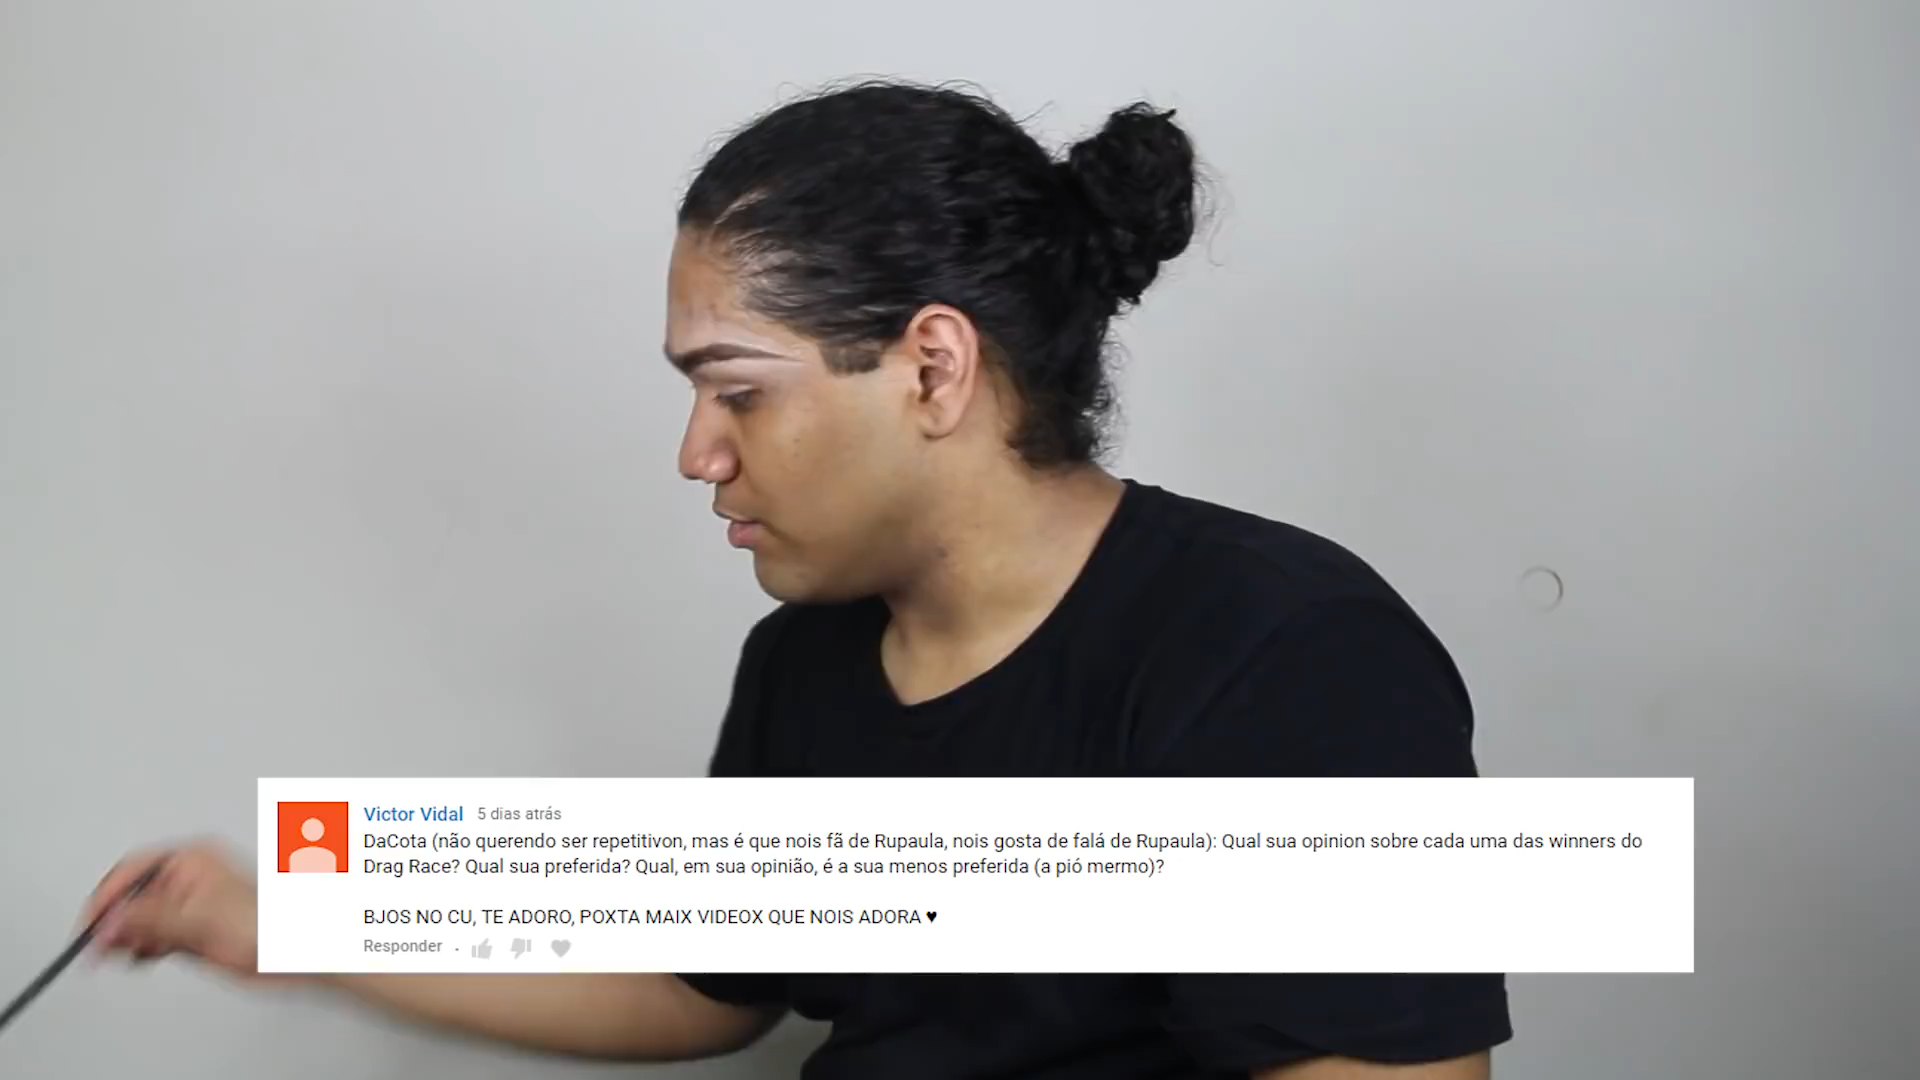 Victor Vidal 5 dias atrás
DaCota (não querendo ser repetitivon, mas é que nois fã de Rupaula, nois gosta de falá de Rupaula): Qual sua opinion sobre cada uma das winners do
Drag Race? Qual sua preferida? Qual, em sua opinião, é a sua menos preferida (a pió mermo)?
BJOS NO CU, TE ADORO, POXTA MAIX VIDEOX QUE NOIS ADORA ♥
Responder .